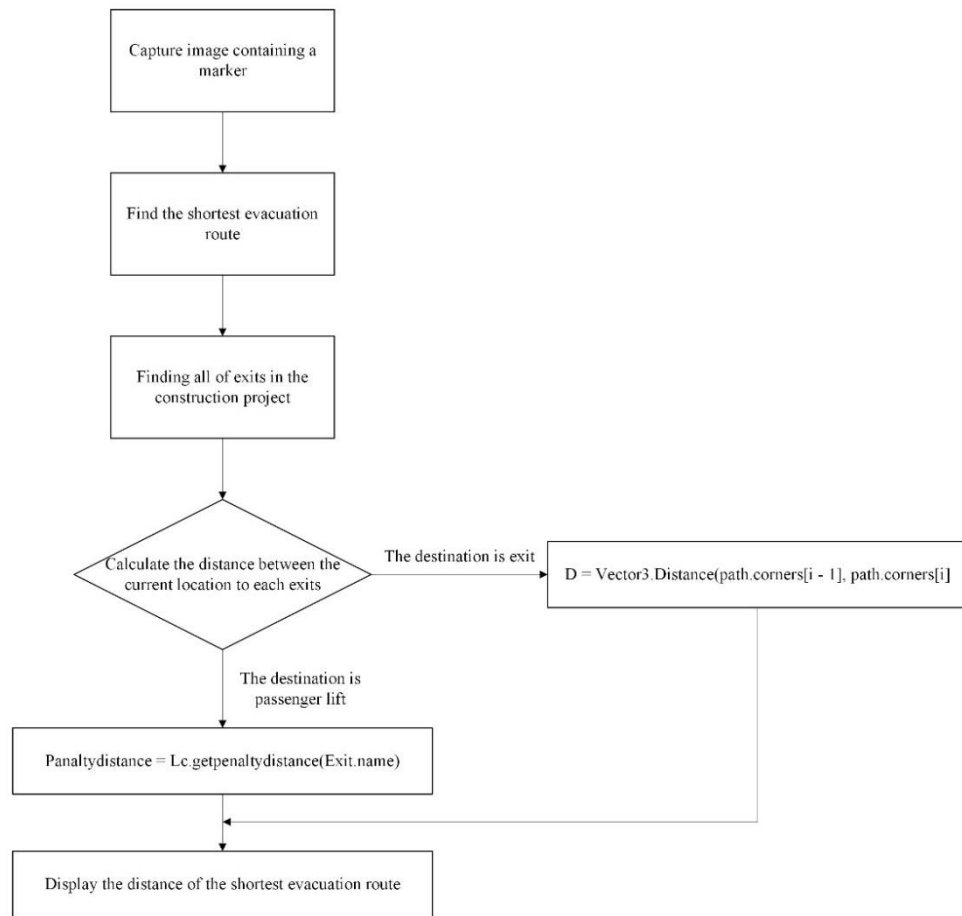 Capture image containing a
marker
Find the shortest evacuation
route
Finding all of exits in the
construction project
Calculate the distance between the
current location to each exits
The destination is exit
D = Vector3.Distance(path.corners[i - 1], path.corners[i]
The destination is
passenger lift
Panaltydistance = Lc.getpenaltydistance(Exit.name)
Display the distance of the shortest evacuation route